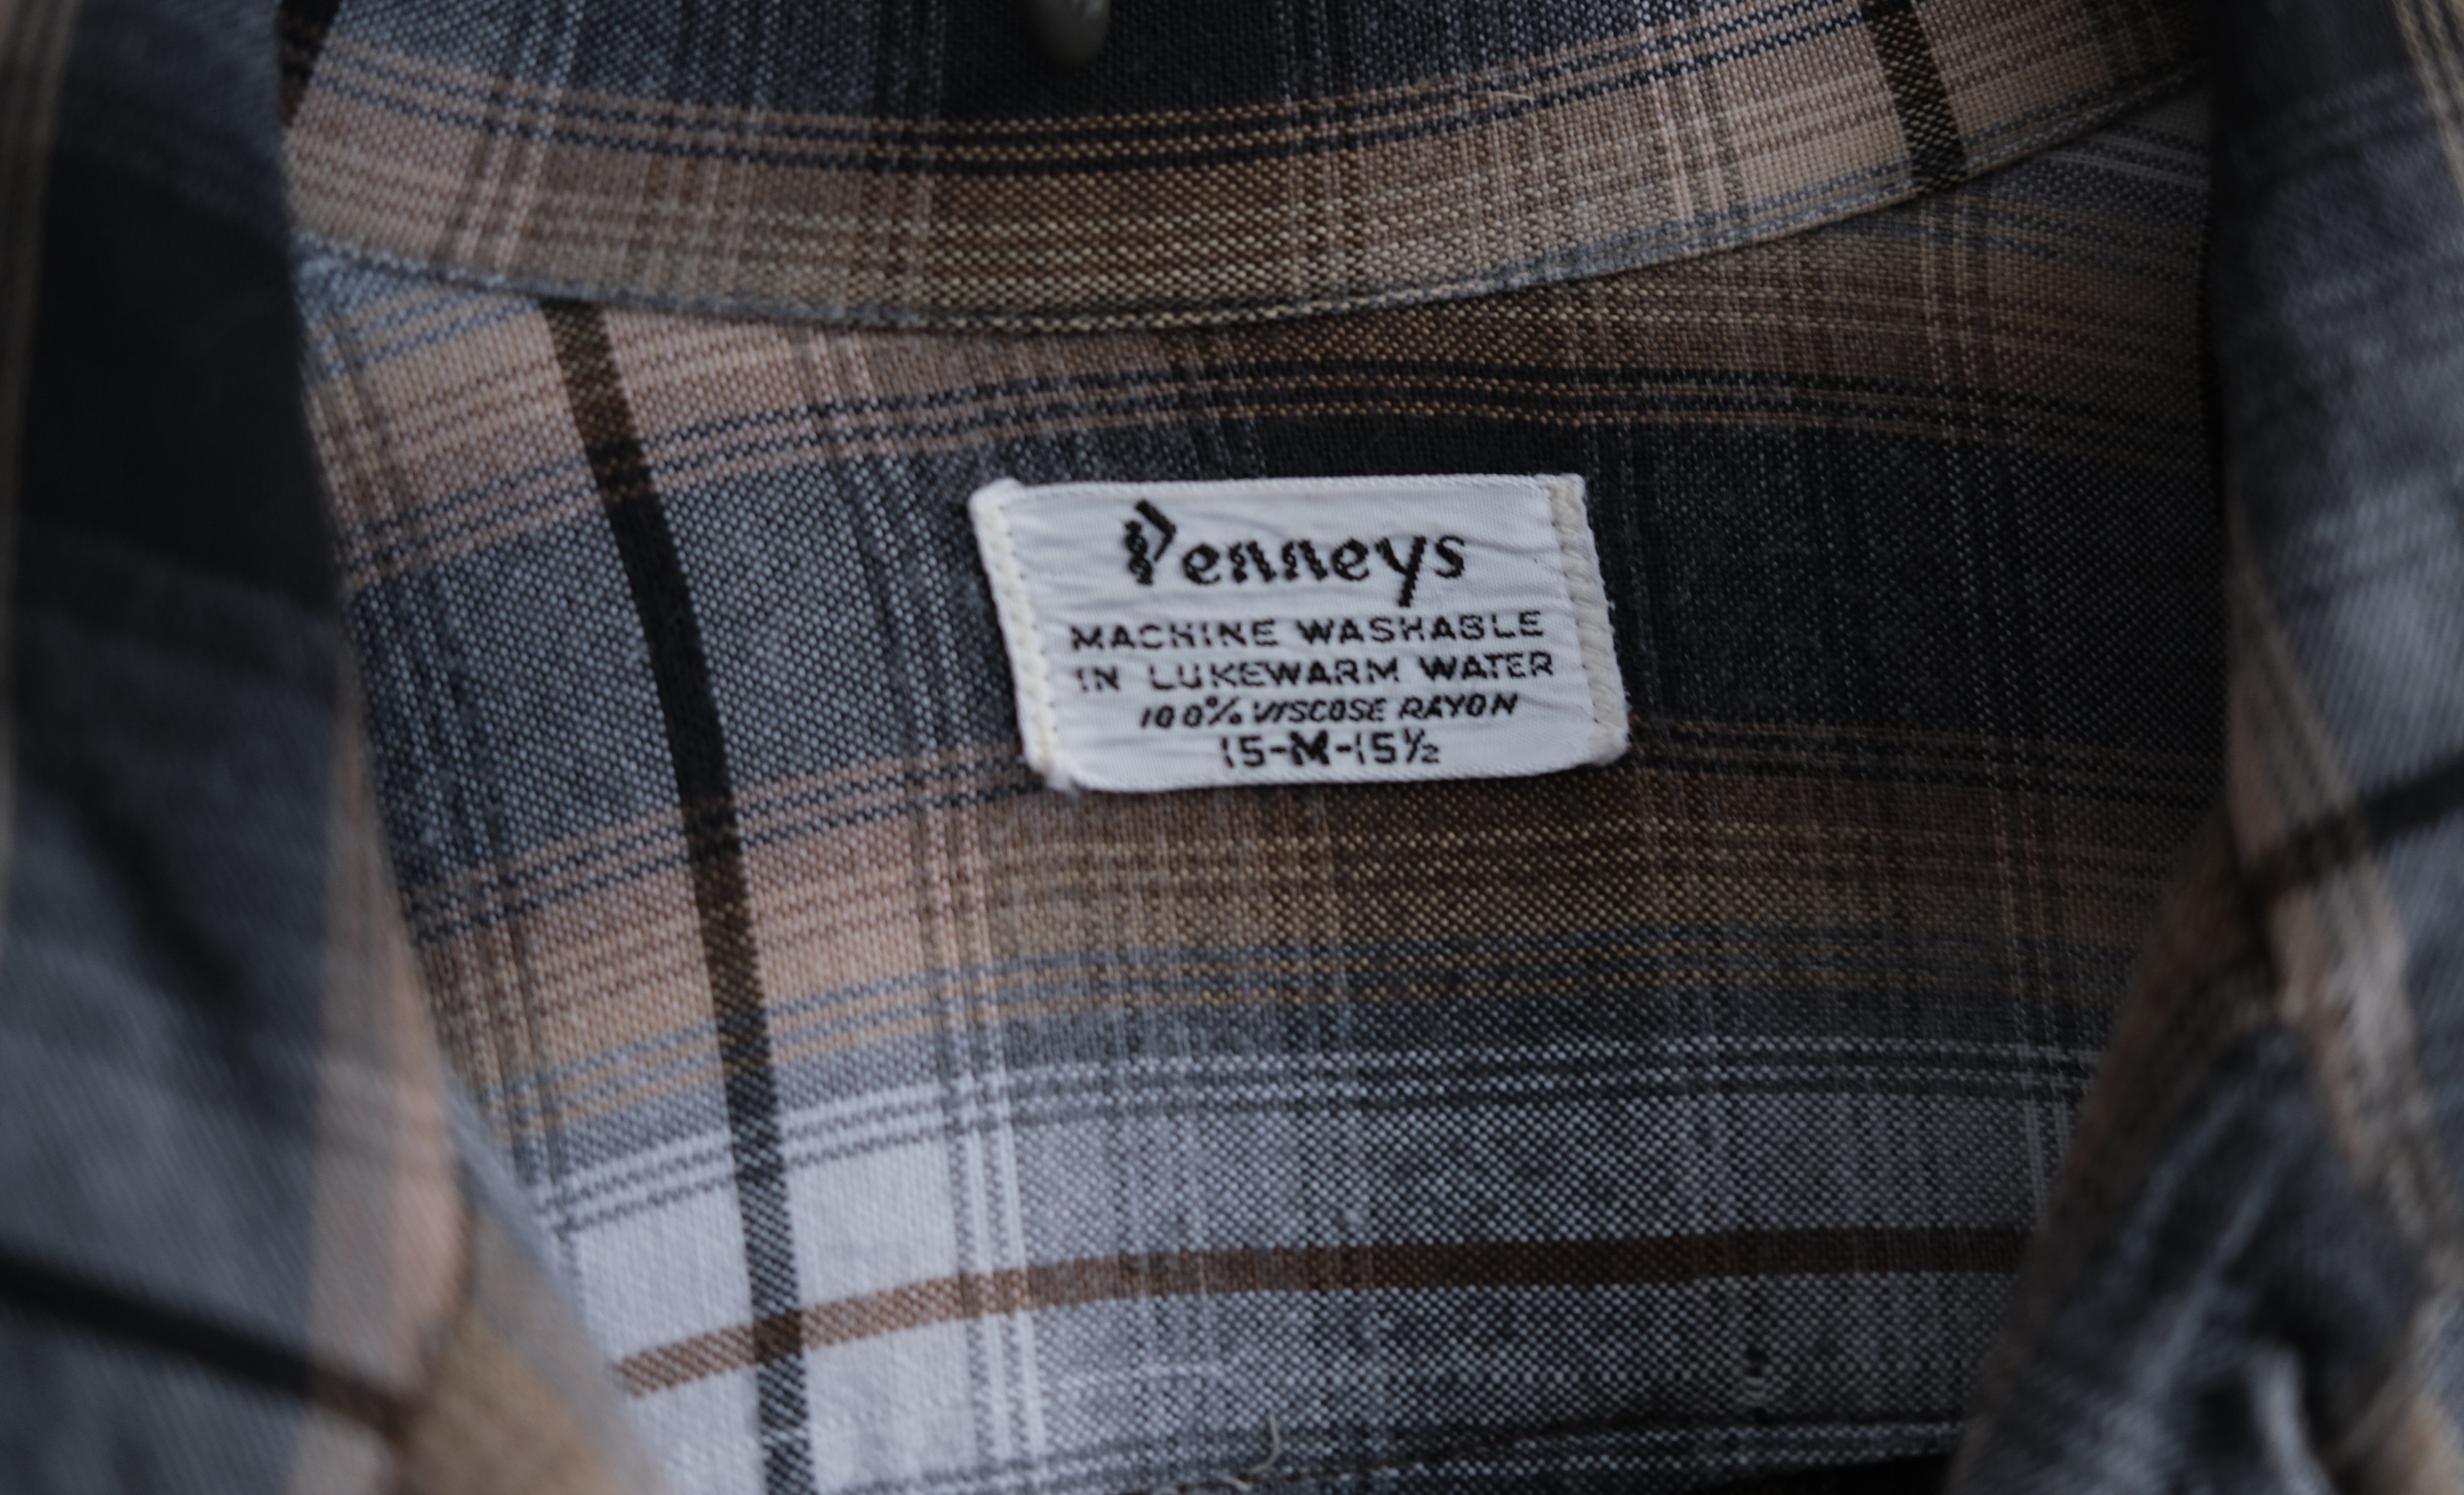 Penneys
MACHINE WASHABLE
IN LUKEWARM WATER
100% VISCOSE RAYON
15-M-15½